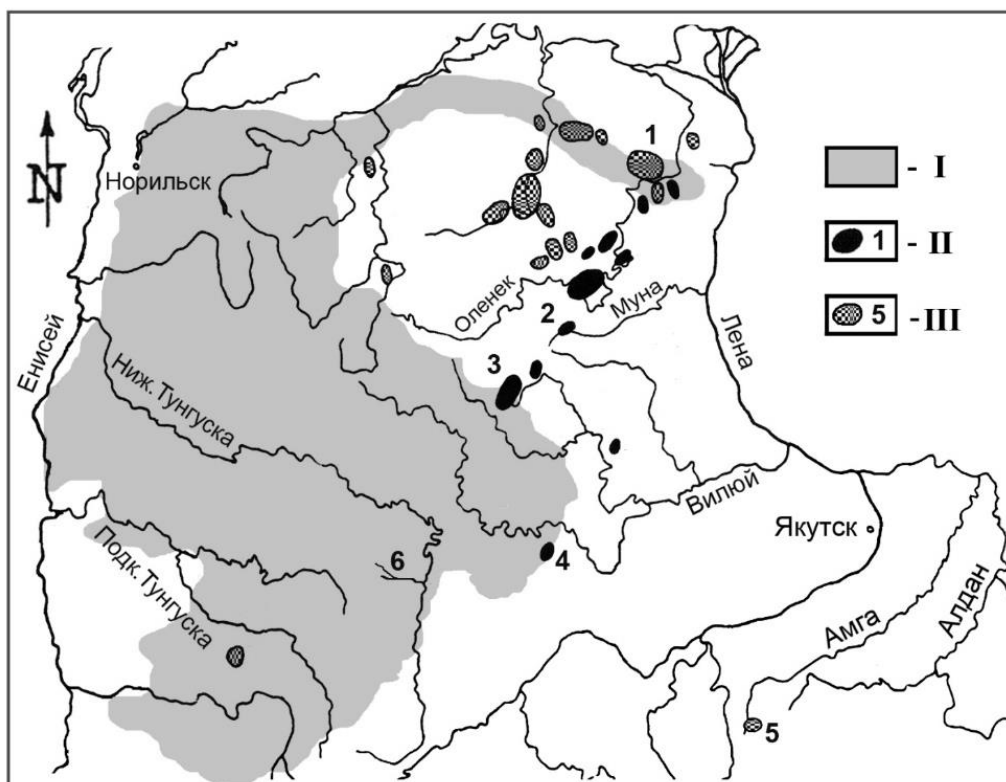 1
Норильск
N
- I
1 - II
5 - III
Оленек
Муна
2
Лена
3
Енисей
Ниж. Тунгуска
Вилюй
Якутск
4
6
Подк. Тунгуска
Амга
Алдан
5